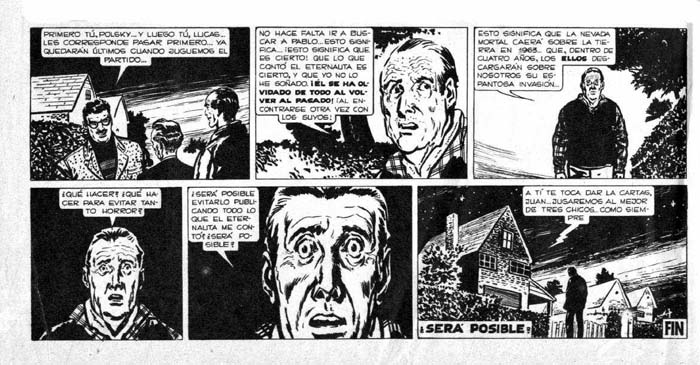 PRIMERO TÚ, POLSKY... Y LUEGO TÚ, LUCAS...
LES CORRESPONDE PASAR PRIMERO... YA
QUEDARÁN ÚLTIMOS CUANDO JUGUEMOS EL
PARTIDO...
NO HACE FALTA IR A BUS-
CAR A PABLO... ESTO SIGNI-
FICA... ¡ESTO SIGNIFICA QUE
ES CIERTO! QUE LO QUE
CONTÓ EL ETERNAUTA ES
CIERTO, Y QUE YO NO LO
HE SOÑADO. ¡ÉL SE HA OL-
VIDADO DE TODO AL VOL-
VER AL PASADO! ¡AL EN-
CONTRARSE OTRA VEZ CON
LOS SUYOS!
ESTO SIGNIFICA QUE LA NEVADA
MORTAL CAERÁ SOBRE LA TIE-
RRA EN 1963... QUE, DENTRO DE
CUATRO AÑOS, LOS ELLOS DES-
CARGARÁN SOBRE
NOSOTROS SU ES-
PANTOSA INVASIÓN...
¿QUÉ HACER? ¿QUÉ HA-
CER PARA EVITAR TAN-
TO HORROR?
¿SERÁ POSIBLE
EVITARLO PUBLI-
CANDO TODO LO
QUE EL ETER-
NAUTA ME CON-
TÓ? ¿SERÁ PO-
SIBLE?
A TI TE TOCA DAR LA CARTAS,
JUAN... JUGAREMOS AL MEJOR
DE TRES CHICOS... COMO SIEM-
PRE
¿SERÁ POSIBLE?
FIN